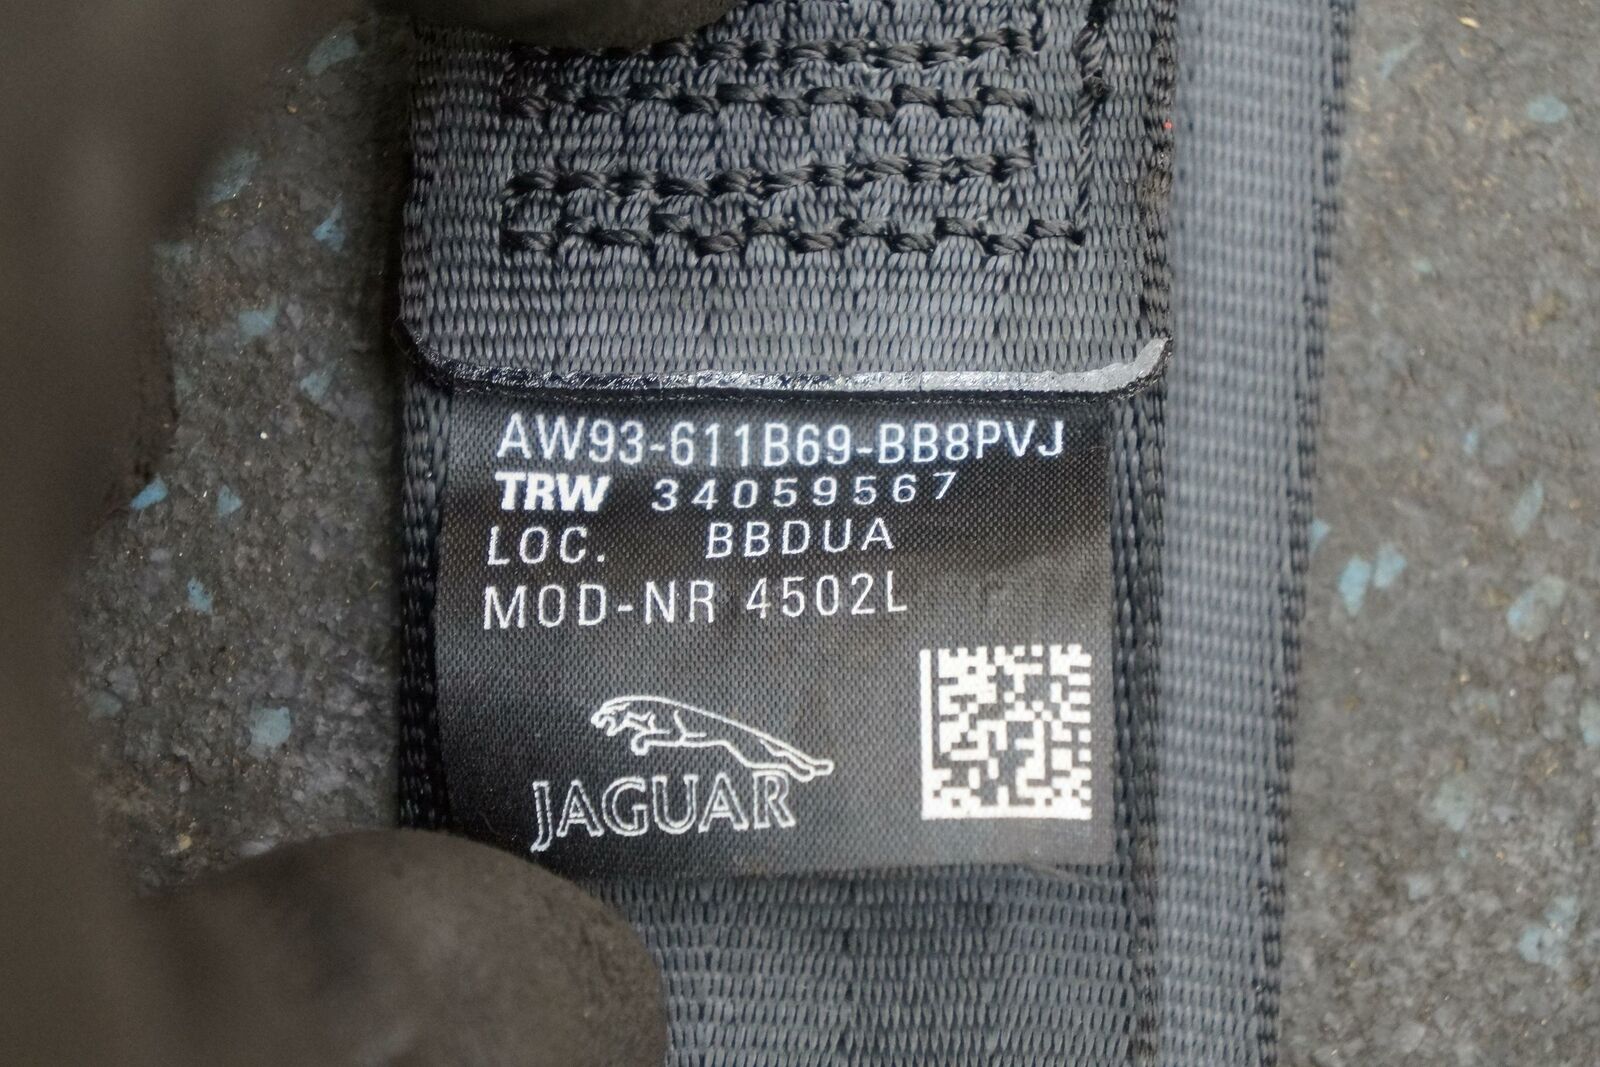 AW93-611B69-BB8PVJ
TRW 34059567
LOC. BBDUA
MOD-NR 4502L
JAGUAR